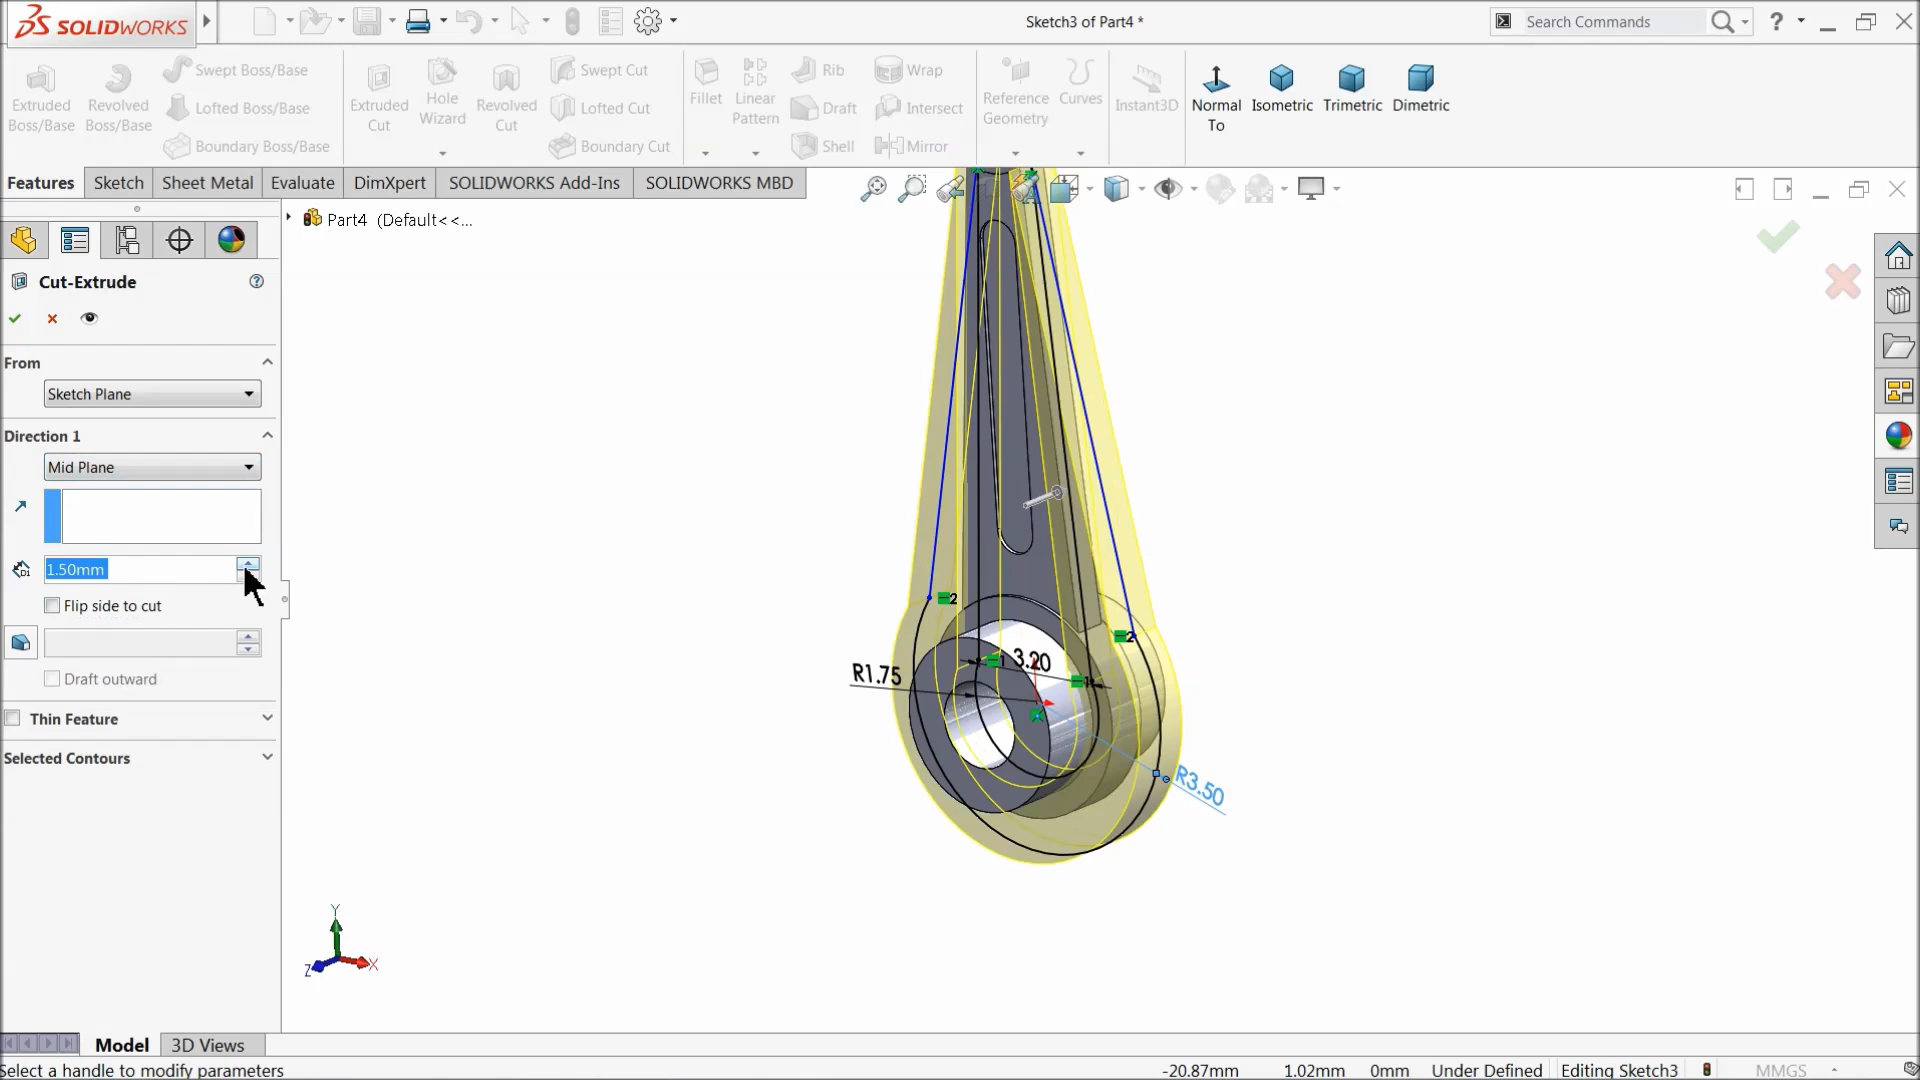 SOLIDWORKS
Sketch3 of Part4 *
Search Commands
?
Extruded Boss/Base
Revolved Boss/Base
Swept Boss/Base
Lofted Boss/Base
Boundary Boss/Base
Extruded Cut
Hole Wizard
Revolved Cut
Swept Cut
Lofted Cut
Boundary Cut
Fillet
Linear Pattern
Rib
Draft
Shell
Wrap
Intersect
Mirror
Reference Geometry
Curves
Instant3D
Normal To
Isometric
Trimetric
Dimetric
Features
Sketch
Sheet Metal
Evaluate
DimXpert
SOLIDWORKS Add-Ins
SOLIDWORKS MBD
Part4 (Default<<...
Cut-Extrude
From
Sketch Plane
Direction 1
Mid Plane
1.50mm
Flip side to cut
Draft outward
Thin Feature
Selected Contours
2
2
1
3.20
R1.75
R3.50
Y
Z
X
Model
3D Views
Select a handle to modify parameters
-20.87mm
1.02mm
0mm
Under Defined
Editing Sketch3
MMGS